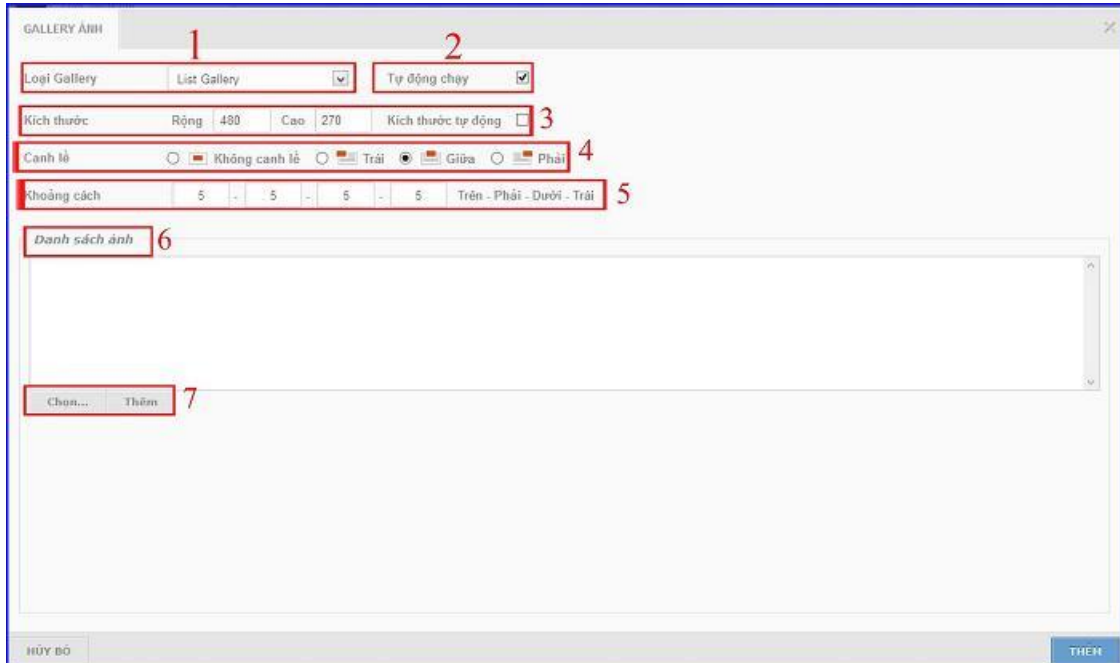 GALLERY ẢNH
1 2
Loại Gallery List Gallery Tự động chạy
Kích thước Rộng 480 Cao 270 Kích thước tự động 3
Canh lề Không canh lề Trái Giữa Phải 4
Khoảng cách 5 - 5 - 5 - 5 Trên - Phải - Dưới - Trái 5
Danh sách ảnh 6
Chọn... Thêm 7
HỦY BỎ THÊM